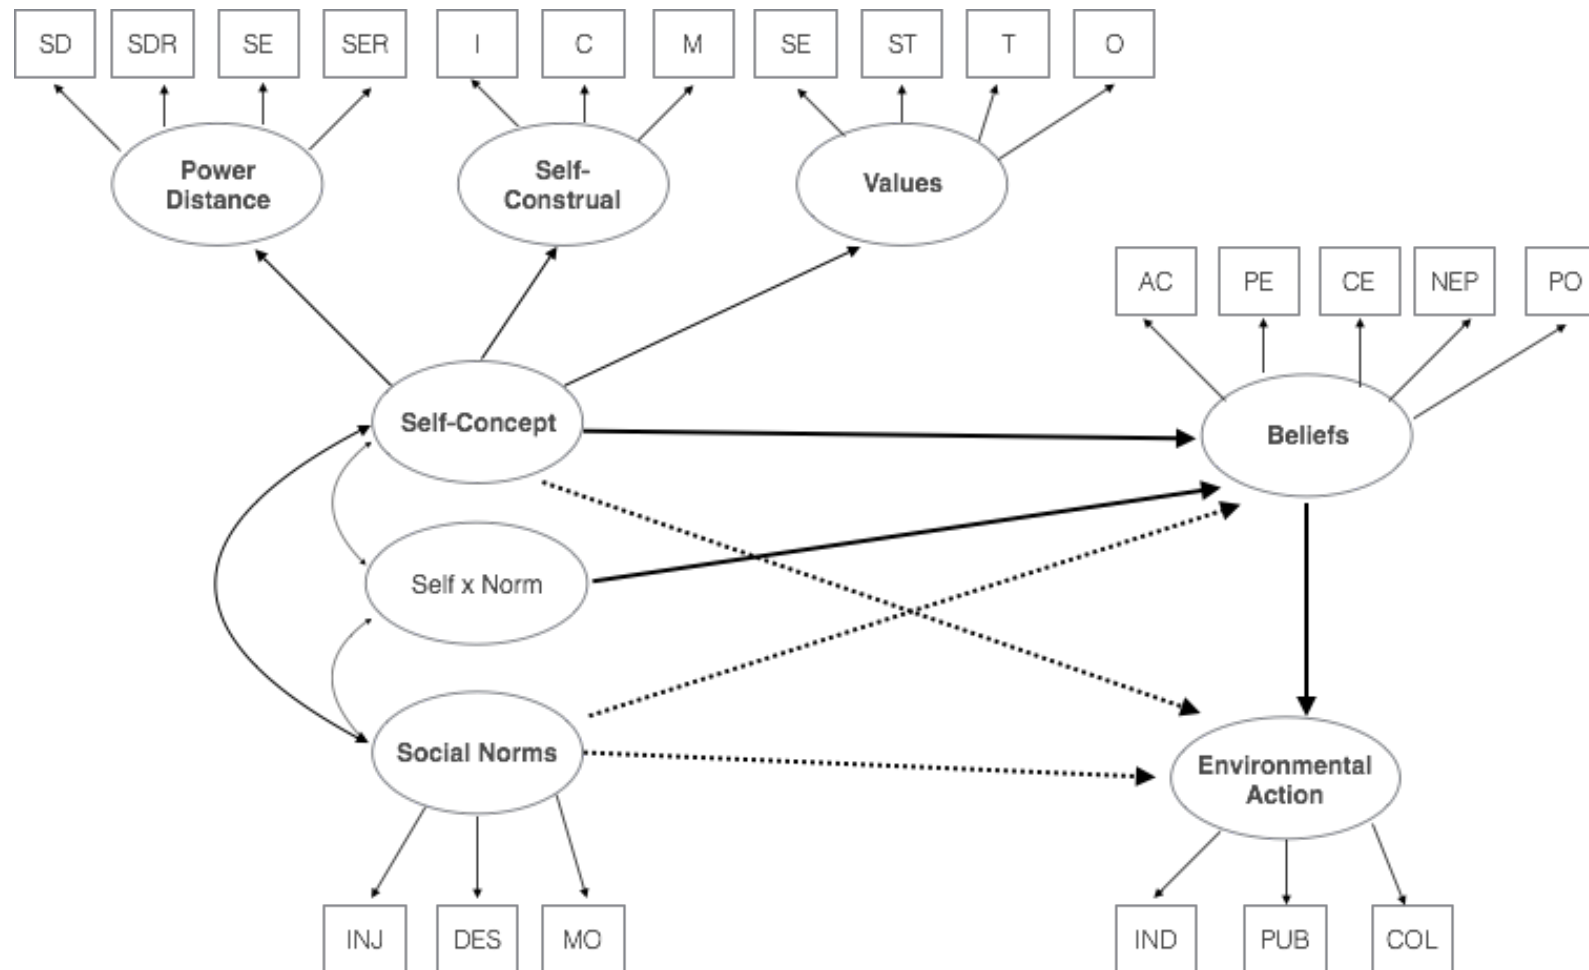 SD
SDR
SE
SER
I
C
M
SE
ST
T
O
Power
Distance
Self-
Construal
Values
AC
PE
CE
NEP
PO
Self-Concept
Beliefs
Self x Norm
Social Norms
Environmental
Action
INJ
DES
MO
IND
PUB
COL